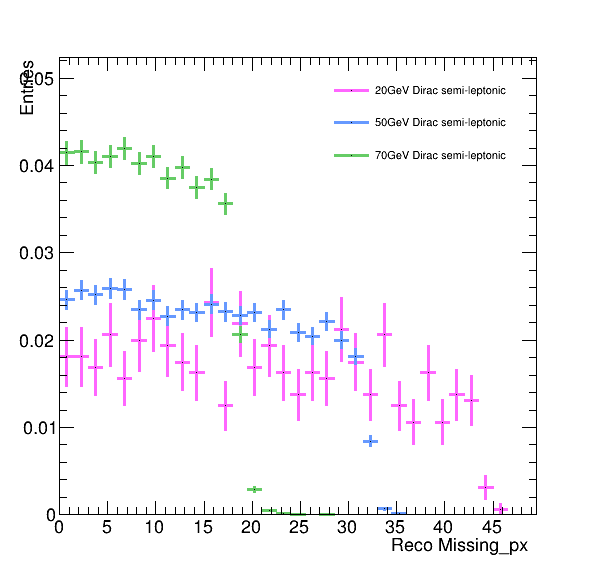 Entries
0.05
20GeV Dirac semi-leptonic
50GeV Dirac semi-leptonic
70GeV Dirac semi-leptonic
0.04
0.03
0.02
0.01
0
0 5 10 15 20 25 30 35 40 45
Reco Missing_px